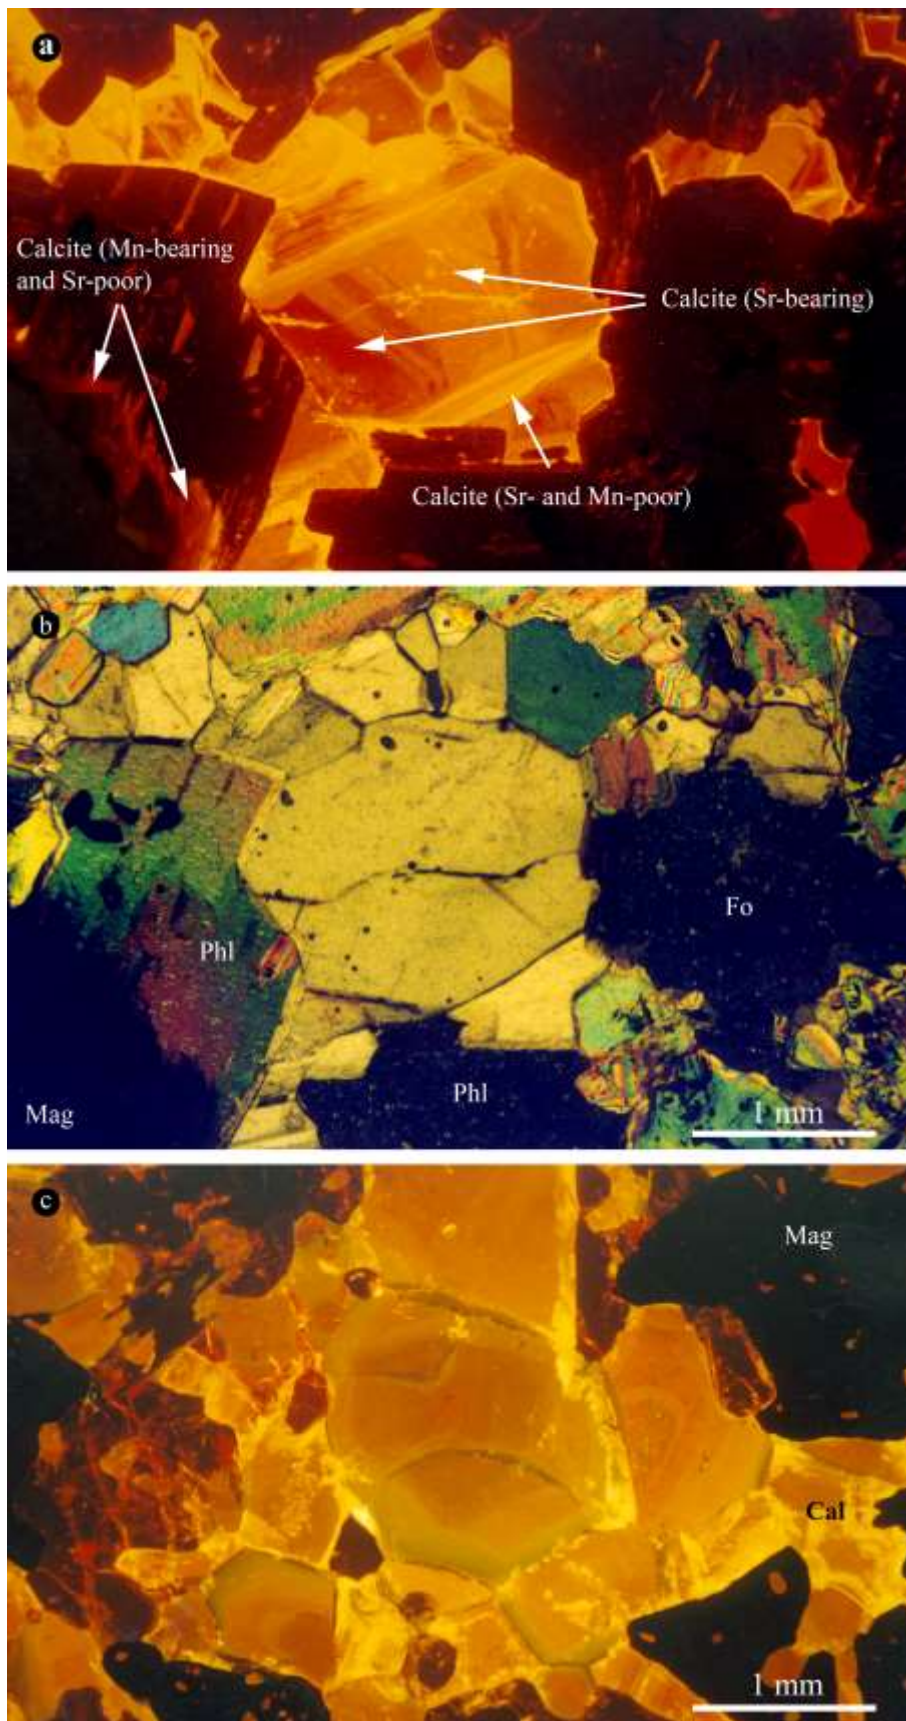 a
Calcite (Mn-bearing
and Sr-poor)
Calcite (Sr-bearing)
Calcite (Sr- and Mn-poor)
b
Phl
Fo
Mag
Phl
1 mm
c
Mag
Cal
1 mm